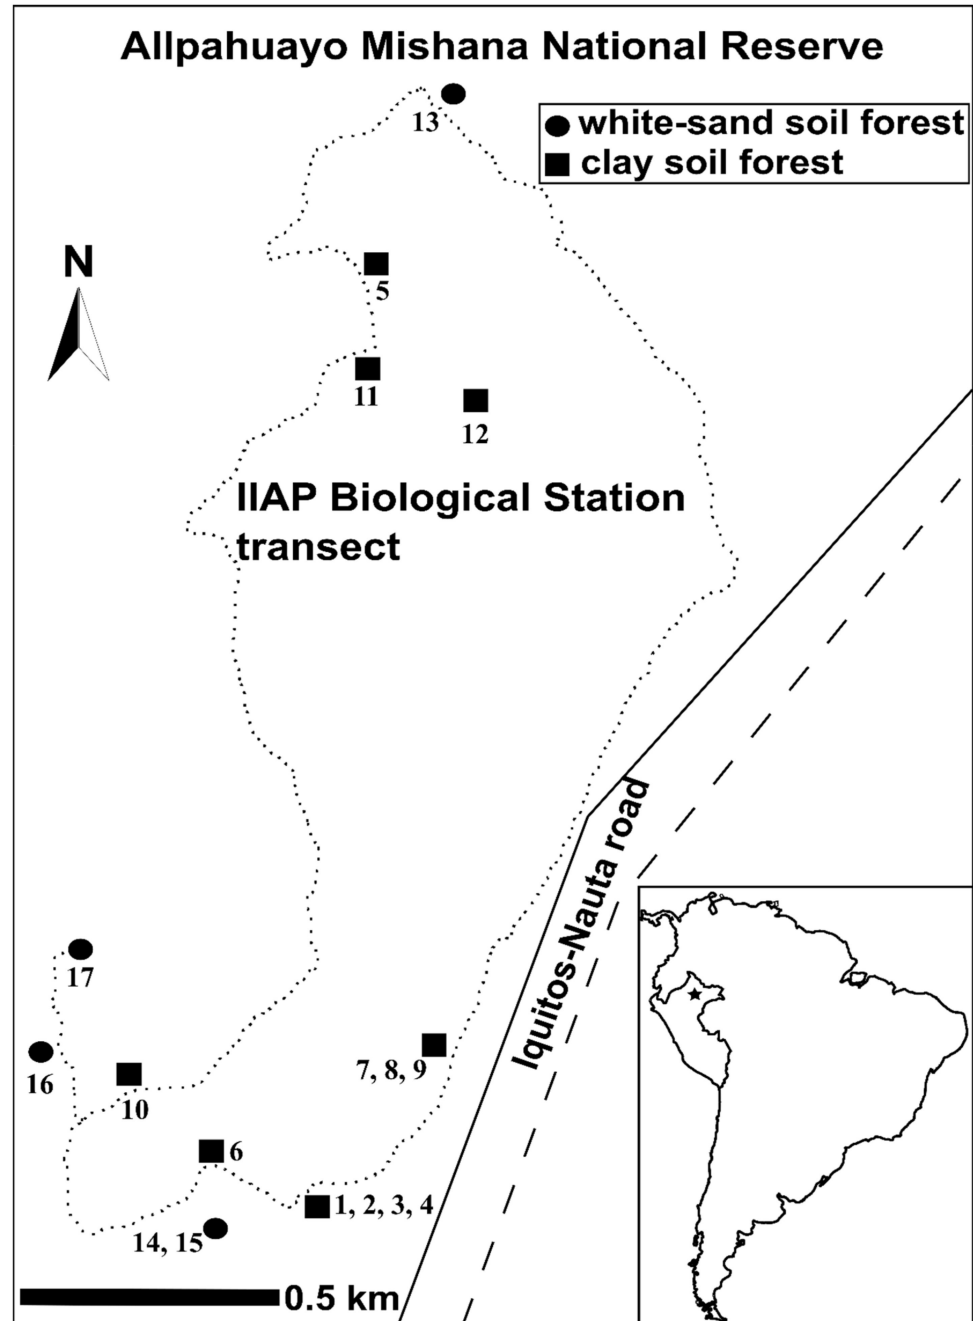 Allpahuayo Mishana National Reserve
13
white-sand soil forest
clay soil forest
N
5
11
12
IIAP Biological Station
transect
Iquitos-Nauta road
17
16
10
7, 8, 9
6
1, 2, 3, 4
14, 15
0.5 km